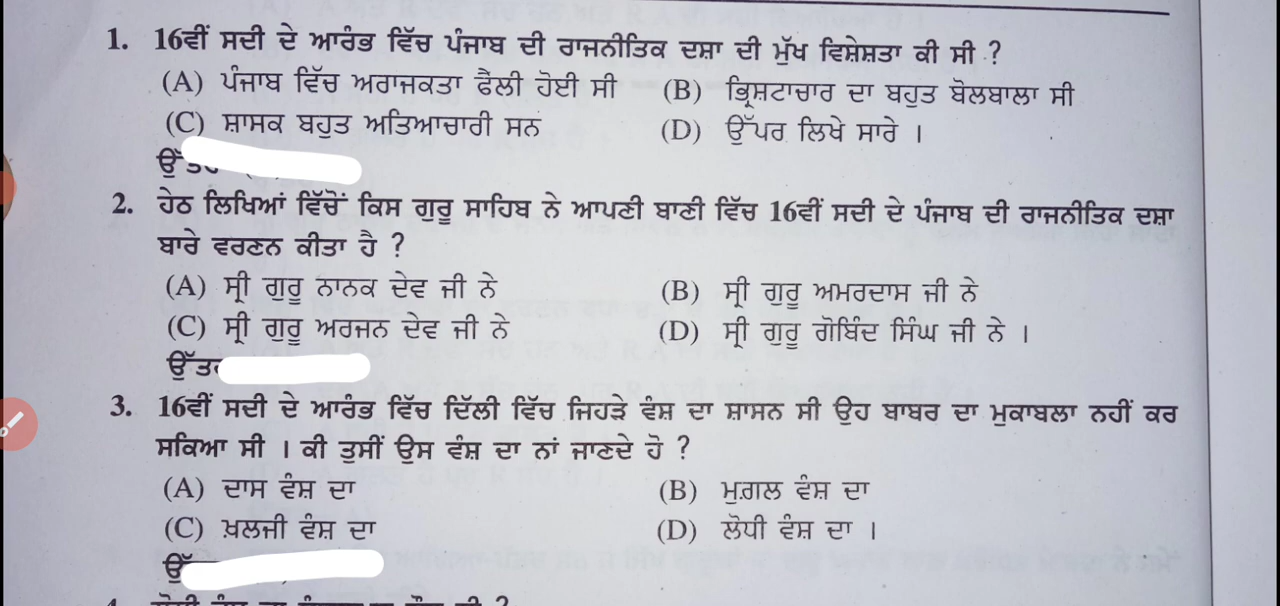 1. 16ਵੀਂ ਸਦੀ ਦੇ ਆਰੰਭ ਵਿੱਚ ਪੰਜਾਬ ਦੀ ਰਾਜਨੀਤਿਕ ਦਸ਼ਾ ਦੀ ਮੁੱਖ ਵਿਸ਼ੇਸ਼ਤਾ ਕੀ ਸੀ ?
(A) ਪੰਜਾਬ ਵਿੱਚ ਅਰਾਜਕਤਾ ਫੈਲੀ ਹੋਈ ਸੀ (B) ਭ੍ਰਿਸ਼ਟਾਚਾਰ ਦਾ ਬਹੁਤ ਬੋਲਬਾਲਾ ਸੀ
(C) ਸ਼ਾਸਕ ਬਹੁਤ ਅਤਿਆਚਾਰੀ ਸਨ (D) ਉੱਪਰ ਲਿਖੇ ਸਾਰੇ ।
2. ਹੇਠ ਲਿਖਿਆਂ ਵਿੱਚੋਂ ਕਿਸ ਗੁਰੂ ਸਾਹਿਬ ਨੇ ਆਪਣੀ ਬਾਣੀ ਵਿੱਚ 16ਵੀਂ ਸਦੀ ਦੇ ਪੰਜਾਬ ਦੀ ਰਾਜਨੀਤਿਕ ਦਸ਼ਾ
ਬਾਰੇ ਵਰਣਨ ਕੀਤਾ ਹੈ ?
(A) ਸ੍ਰੀ ਗੁਰੂ ਨਾਨਕ ਦੇਵ ਜੀ ਨੇ (B) ਸ੍ਰੀ ਗੁਰੂ ਅਮਰਦਾਸ ਜੀ ਨੇ
(C) ਸ੍ਰੀ ਗੁਰੂ ਅਰਜਨ ਦੇਵ ਜੀ ਨੇ (D) ਸ੍ਰੀ ਗੁਰੂ ਗੋਬਿੰਦ ਸਿੰਘ ਜੀ ਨੇ ।
3. 16ਵੀਂ ਸਦੀ ਦੇ ਆਰੰਭ ਵਿੱਚ ਦਿੱਲੀ ਵਿੱਚ ਜਿਹੜੇ ਵੰਸ਼ ਦਾ ਸ਼ਾਸਨ ਸੀ ਉਹ ਬਾਬਰ ਦਾ ਮੁਕਾਬਲਾ ਨਹੀਂ ਕਰ
ਸਕਿਆ ਸੀ । ਕੀ ਤੁਸੀਂ ਉਸ ਵੰਸ਼ ਦਾ ਨਾਂ ਜਾਣਦੇ ਹੋ ?
(A) ਦਾਸ ਵੰਸ਼ ਦਾ (B) ਮੁਗ਼ਲ ਵੰਸ਼ ਦਾ
(C) ਖ਼ਲਜੀ ਵੰਸ਼ ਦਾ (D) ਲੋਧੀ ਵੰਸ਼ ਦਾ ।